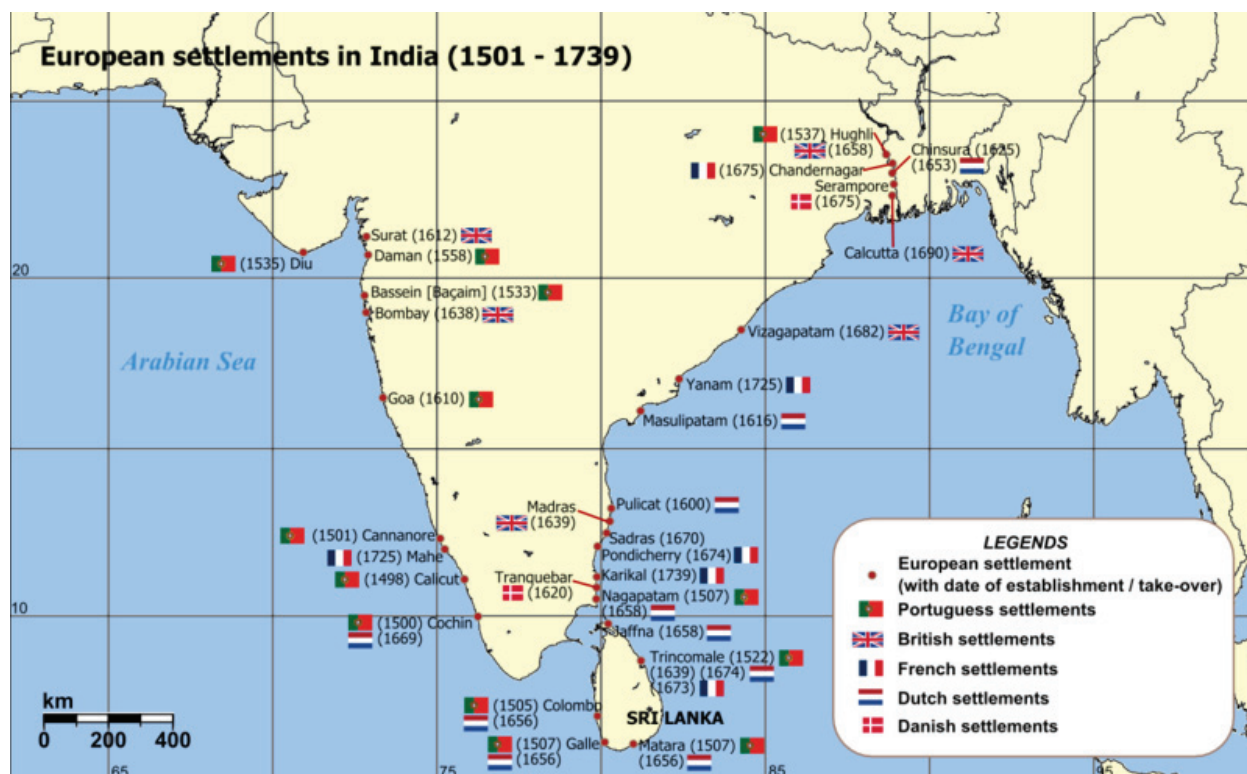 European settlements in India (1501 - 1739)
(1537) Hughli
(1658)
Chinsura (1625)
(1653)
(1675) Chandernagar
Serampore
(1675)
Calcutta (1690)
Surat (1612)
Daman (1558)
(1535) Diu
20
Bassein [Baçaim] (1533)
Bombay (1638)
Arabian Sea
Bay of
Bengal
Vizagapatam (1682)
Yanam (1725)
Goa (1610)
Masulipatam (1616)
Pulicat (1600)
Madras
(1639)
(1501) Cannanore
Sadras (1670)
(1725) Mahe
Pondicherry (1674)
(1498) Calicut
Tranquebar
(1620)
Karikal (1739)
Nagapatam (1507)
(1658)
10
(1500) Cochin
(1669)
Jaffna (1658)
Trincomale (1522)
(1639) (1674)
(1673)
(1505) Colombo
(1656)
SRI LANKA
(1507) Galle
(1656)
Matara (1507)
(1656)
km
0 200 400
65
75
85
95
LEGENDS
European settlement
(with date of establishment / take-over)
Portuguess settlements
British settlements
French settlements
Dutch settlements
Danish settlements